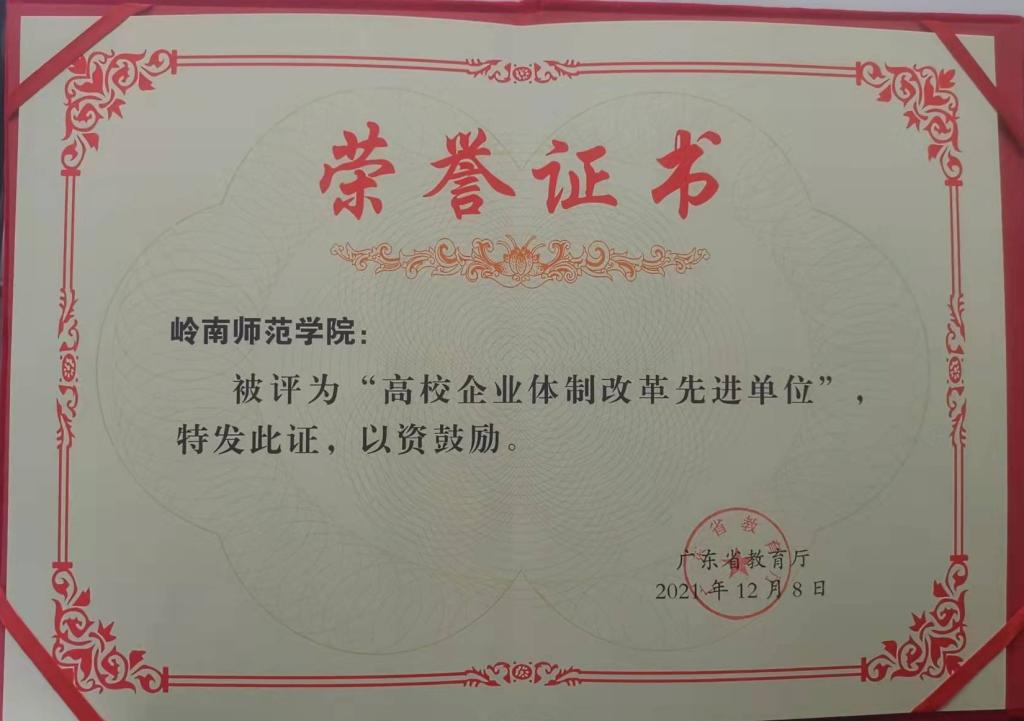 荣誉证书
岭南师范学院：
被评为“高校企业体制改革先进单位”，
特发此证，以资鼓励。
广东省教育厅
2021年12月8日